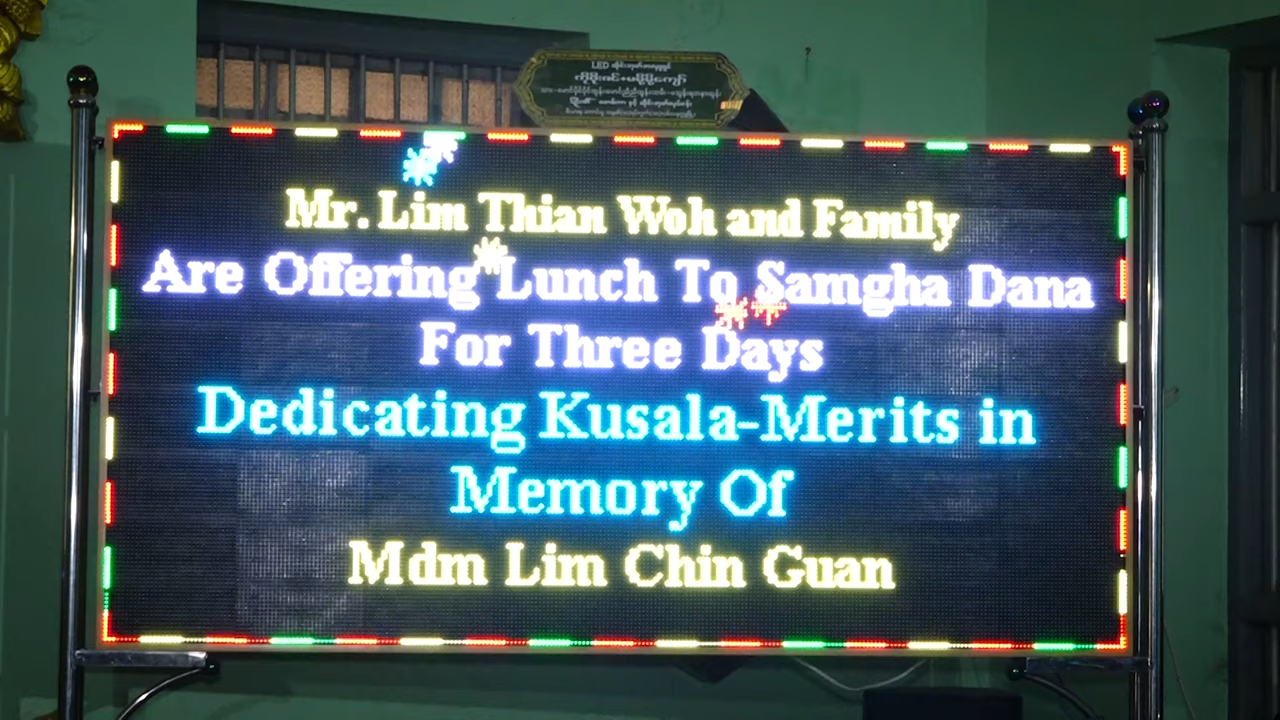 Mr. Lim Thian Woh and Family
Are Offering Lunch To Samgha Dana
For Three Days
Dedicating Kusala-Merits in
Memory Of
Mdm Lim Chin Guan
LED